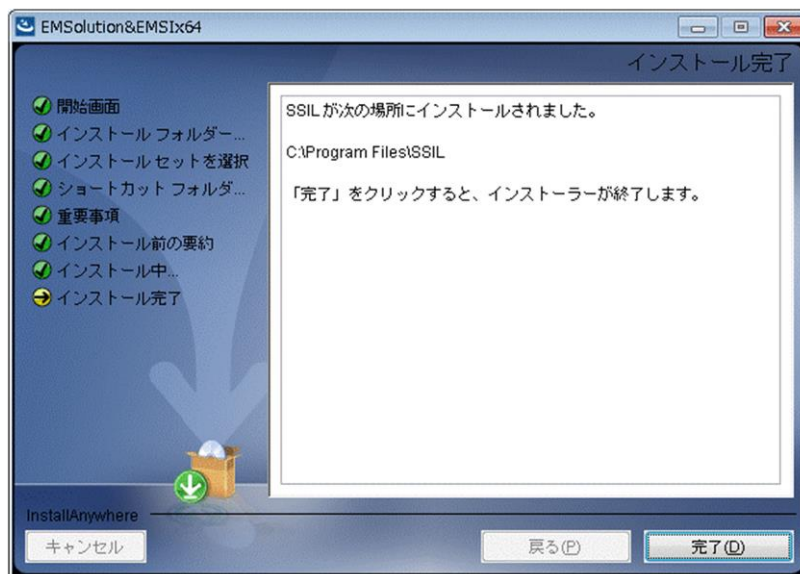 EMSolution&EMSIx64
インストール完了
開始画面
インストール フォルダー...
インストール セットを選択
ショートカット フォルダ...
重要事項
インストール前の要約
インストール中...
インストール完了
SSIL が次の場所にインストールされました。
C:\Program Files\SSIL
「完了」をクリックすると、インストーラーが終了します。
InstallAnywhere
キャンセル
戻る(P)
完了(D)